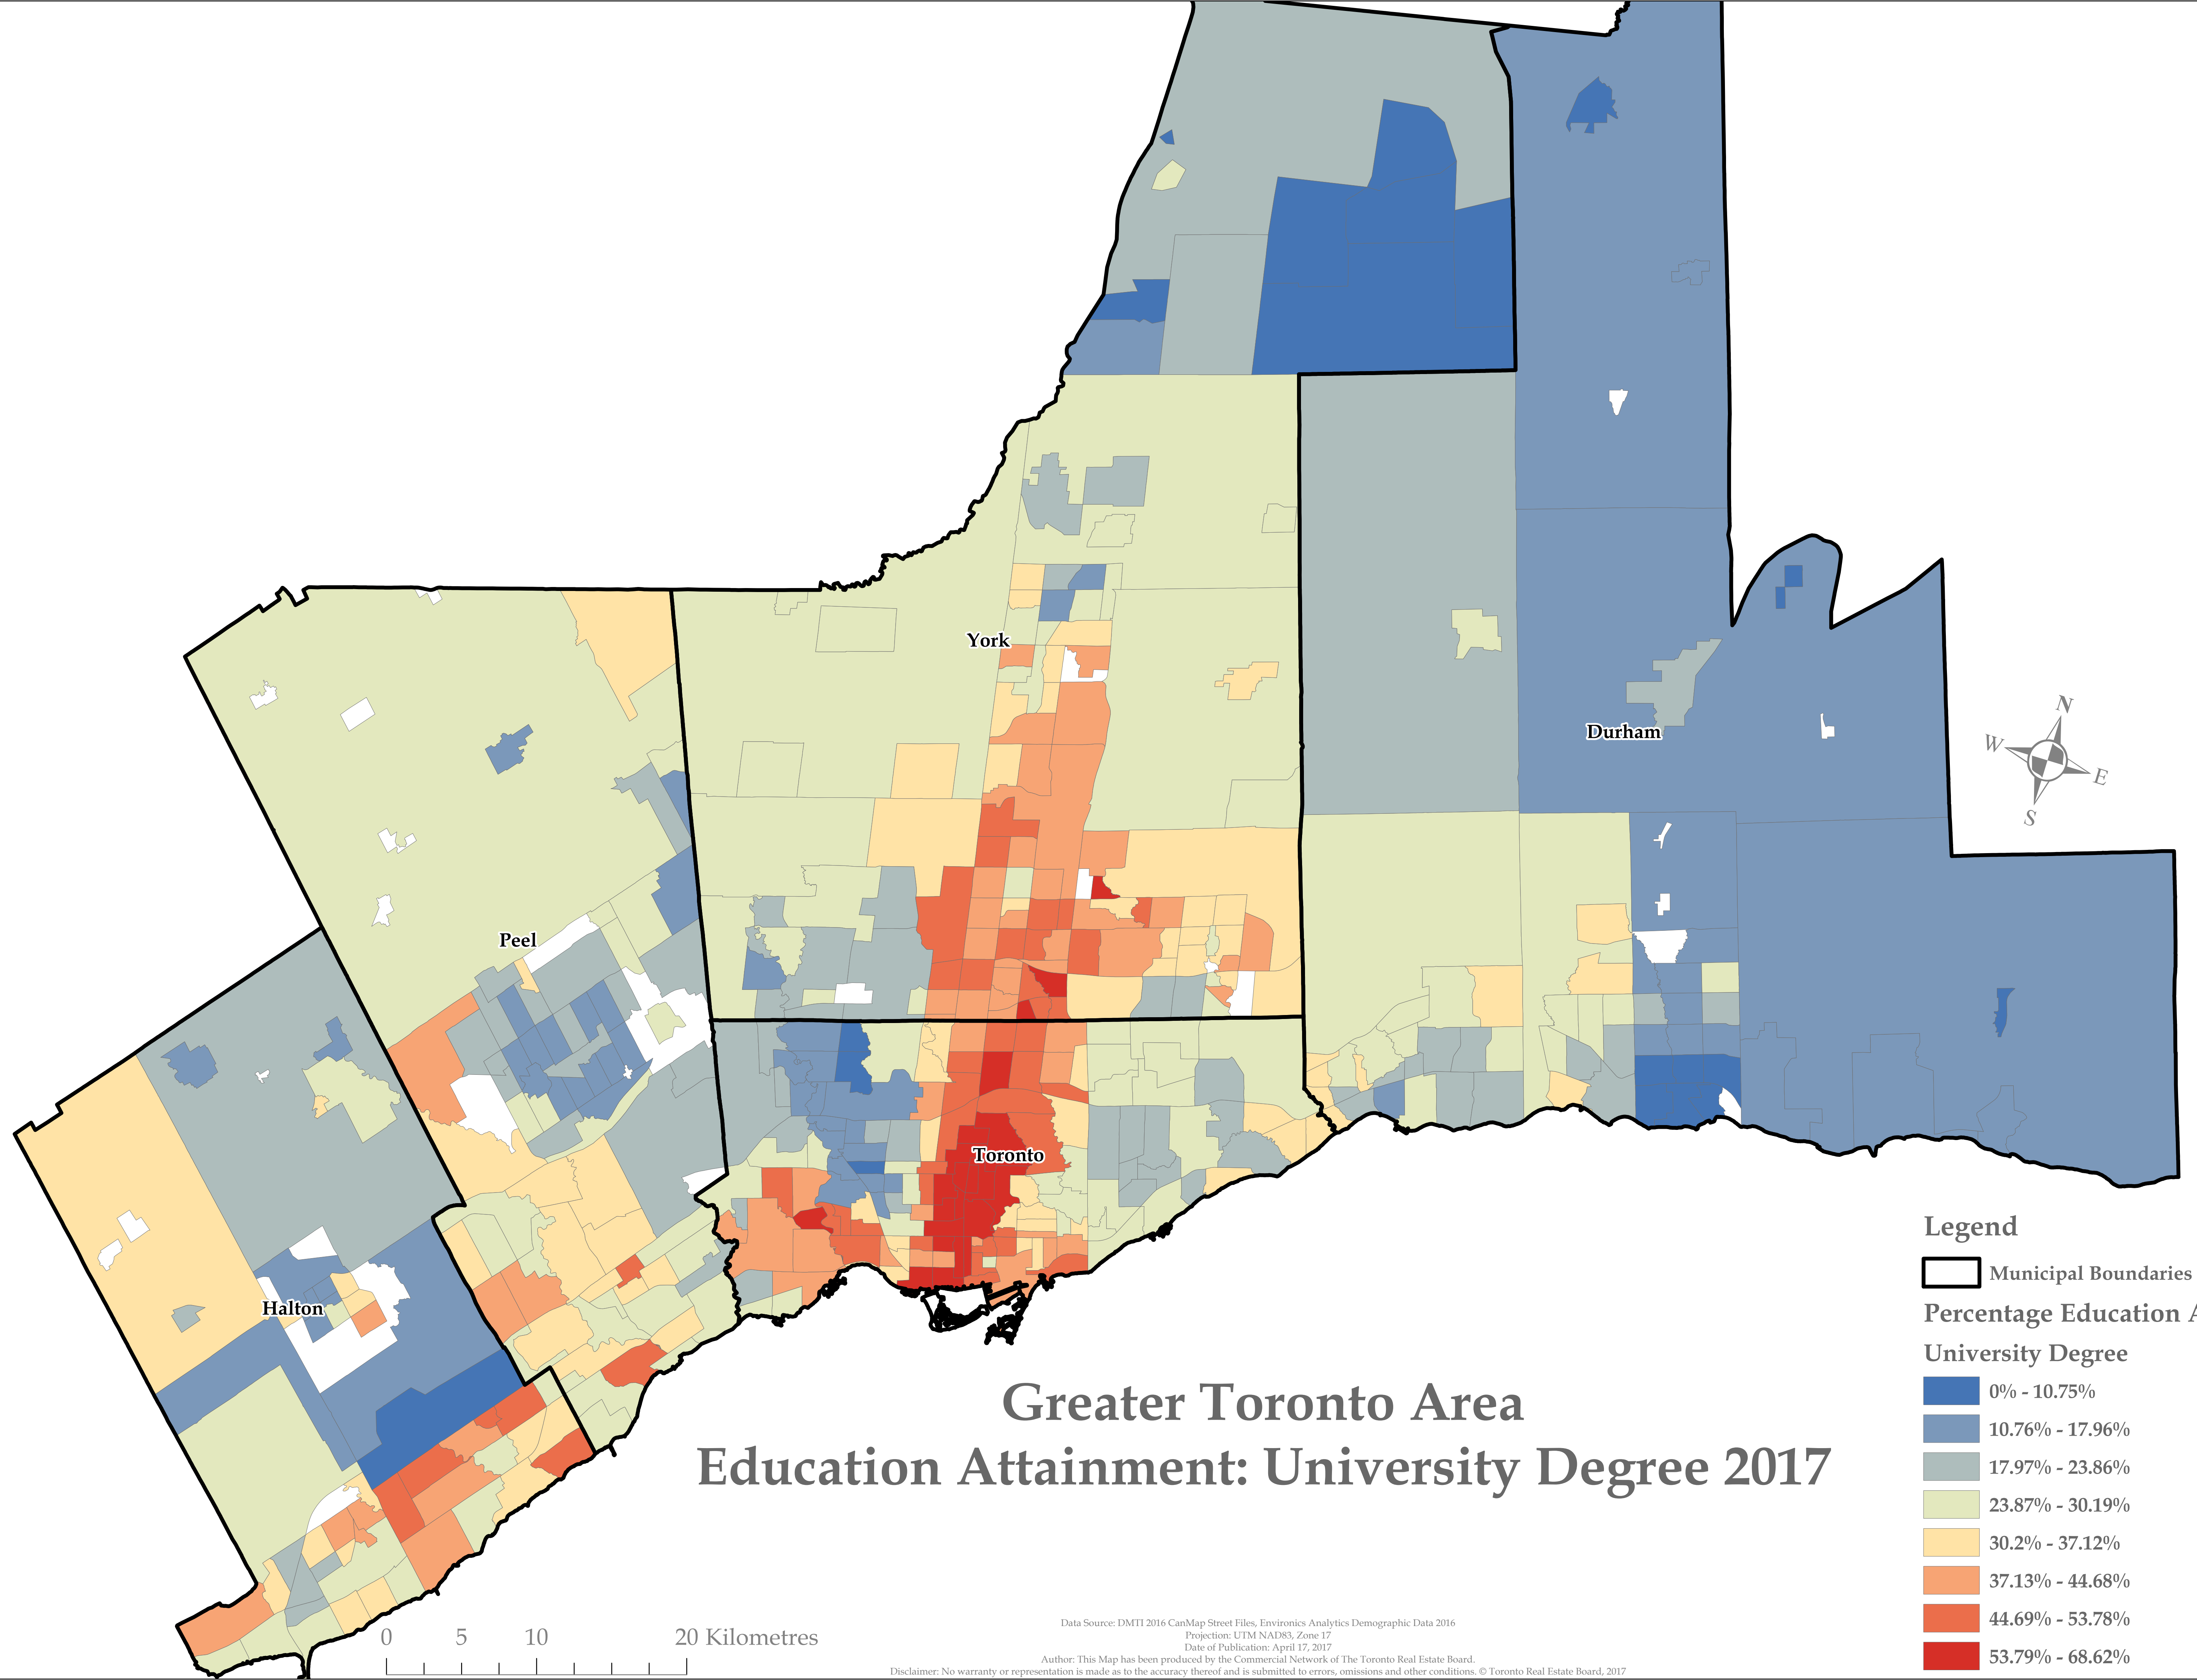 York
Durham
N
W
E
S
Peel
Toronto
Halton
Greater Toronto Area
Education Attainment: University Degree 2017
Legend
Municipal Boundaries
Percentage Education A
University Degree
0% - 10.75%
10.76% - 17.96%
17.97% - 23.86%
23.87% - 30.19%
30.2% - 37.12%
37.13% - 44.68%
44.69% - 53.78%
53.79% - 68.62%
0 5 10 20 Kilometres
Data Source: DMTI 2016 CanMap Street Files, Environics Analytics Demographic Data 2016
Projection: UTM NAD83, Zone 17
Date of Publication: April 17, 2017
Author: This Map has been produced by the Commercial Network of The Toronto Real Estate Board.
Disclaimer: No warranty or representation is made as to the accuracy thereof and is submitted to errors, omissions and other conditions. © Toronto Real Estate Board, 2017